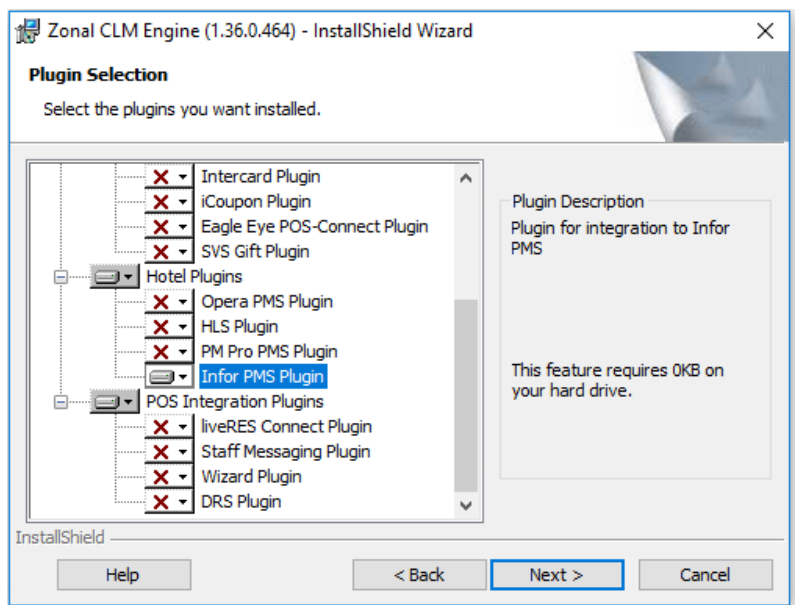 Zonal CLM Engine (1.36.0.464) - InstallShield Wizard
Plugin Selection
Select the plugins you want installed.
Intercard Plugin
iCoupon Plugin
Eagle Eye POS-Connect Plugin
SVS Gift Plugin
Hotel Plugins
Opera PMS Plugin
HLS Plugin
PM Pro PMS Plugin
Infor PMS Plugin
POS Integration Plugins
liveRES Connect Plugin
Staff Messaging Plugin
Wizard Plugin
DRS Plugin
Plugin Description
Plugin for integration to Infor
PMS
This feature requires 0KB on
your hard drive.
InstallShield
Help
< Back
Next >
Cancel